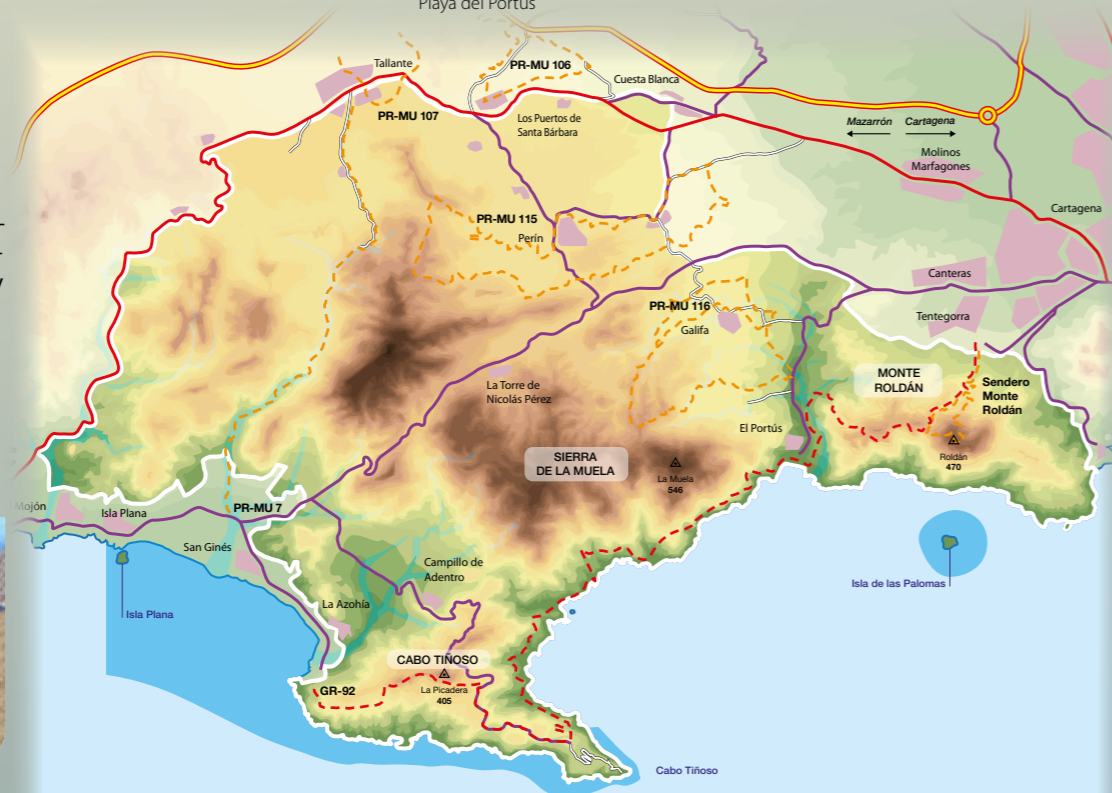 Playa del Portús
Tallante
PR-MU 106
Cuesta Blanca
PR-MU 107
Los Puertos de
Santa Bárbara
Mazarrón
Cartagena
Molinos
Marfagones
Cartagena
PR-MU 115
Perín
Canteras
PR-MU 116
Galifa
Tentegorra
La Torre de
Nicolás Pérez
MONTE
ROLDÁN
Sendero
Monte
Roldán
El Portús
Roldán
470
SIERRA
DE LA MUELA
La Muela
546
Mojón
Isla Plana
PR-MU 7
San Ginés
Campillo de
Adentro
Isla de las Palomas
Isla Plana
La Azohía
CABO TIÑOSO
GR-92
La Picadera
405
Cabo Tiñoso